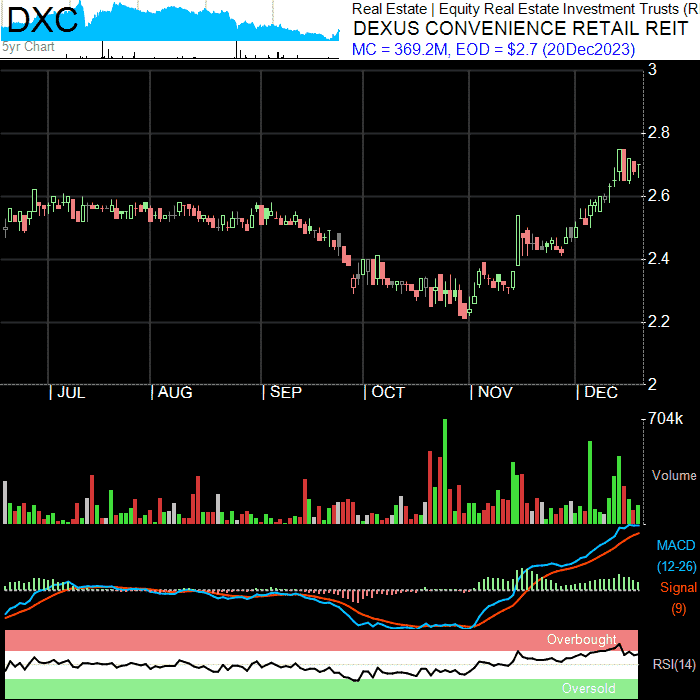 DXC
5yr Chart
Real Estate | Equity Real Estate Investment Trusts (R
DEXUS CONVENIENCE RETAIL REIT
MC = 369.2M, EOD = $2.7 (20Dec2023)
3
2.8
2.6
2.4
2.2
2
| JUL | AUG | SEP | OCT | NOV | DEC
704k
Volume
MACD
(12-26)
Signal
(9)
Overbought
RSI(14)
Oversold